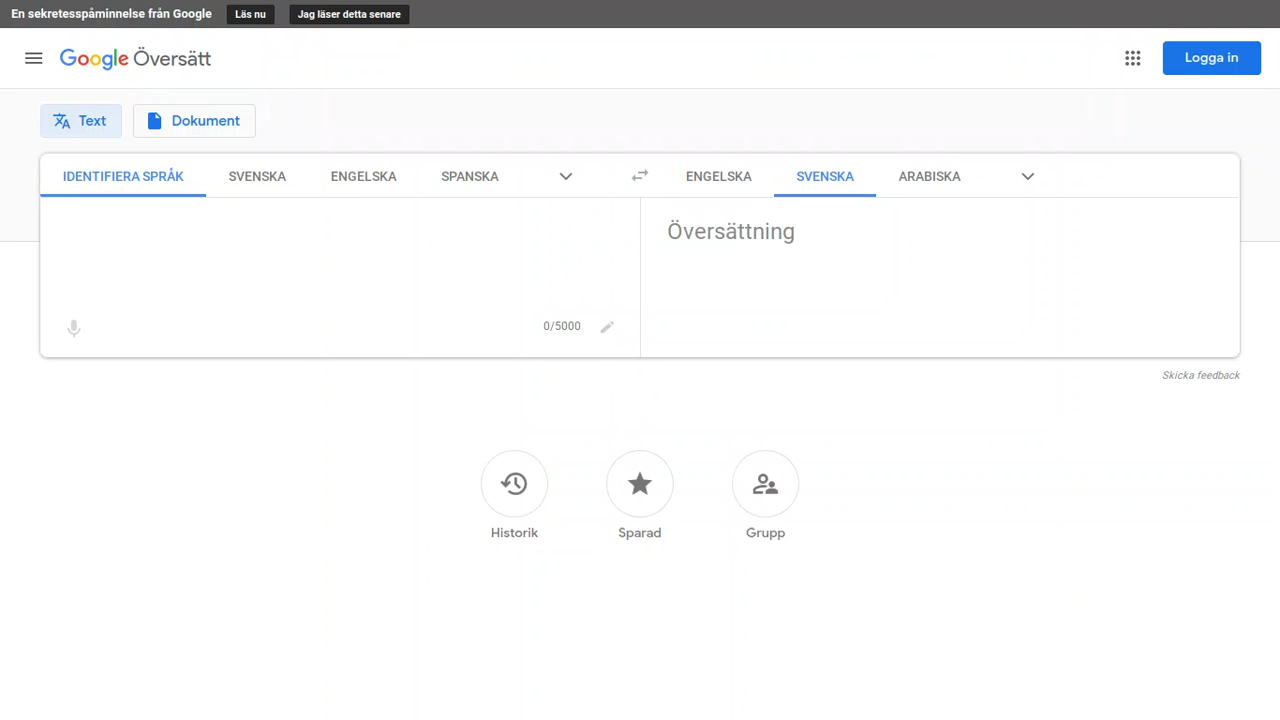 En sekretesspåminnelse från Google Läs nu Jag läser detta senare
Google Översätt Logga in
Text Dokument
IDENTIFIERA SPRÅK SVENSKA ENGELSKA SPANSKA ENGELSKA SVENSKA ARABISKA
Översättning
0/5000
Skicka feedback
Historik Sparad Grupp